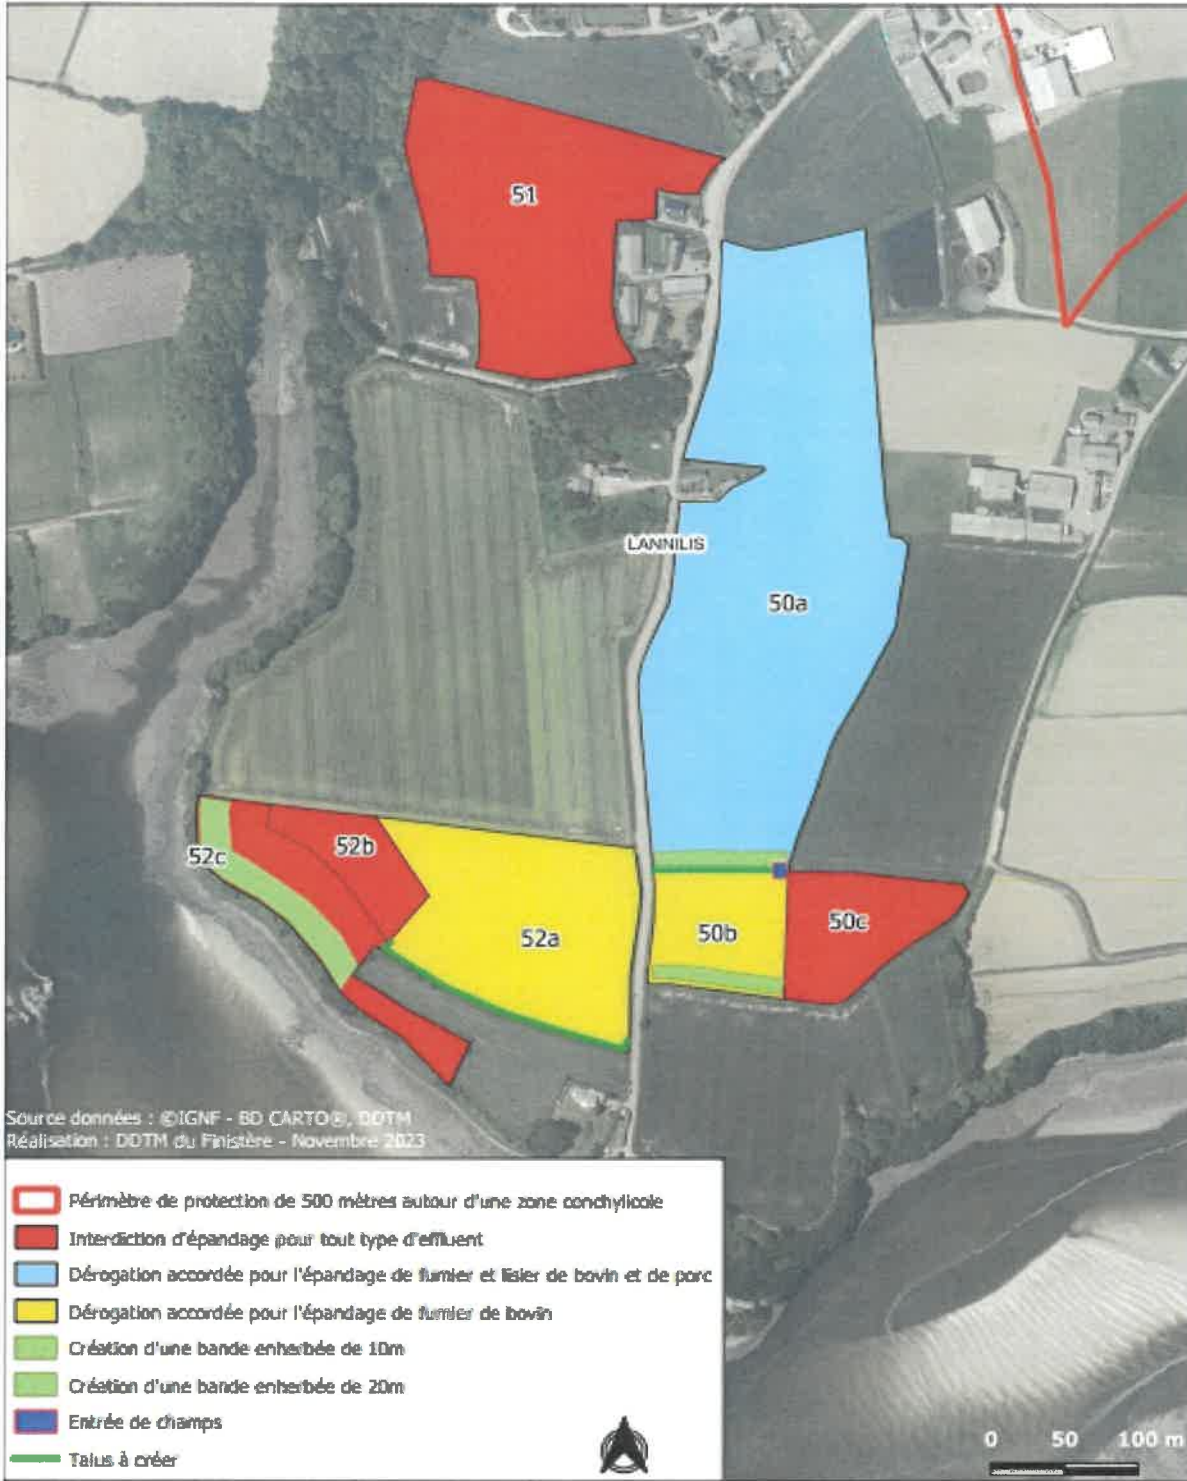 51
LANNILIS
50a
52b
52c
52a
50b
50c
Source données : ©IGNF - BD CARTO®, DDTM
Réalisation : DDTM du Finistère - Novembre 2023
Périmètre de protection de 500 mètres autour d'une zone conchylicole
Interdiction d'épandage pour tout type d'effluent
Dérogation accordée pour l'épandage de fumier et lisier de bovin et de porc
Dérogation accordée pour l'épandage de fumier de bovin
Création d'une bande enherbée de 10m
Création d'une bande enherbée de 20m
Entrée de champs
Talus à créer
0 50 100 m